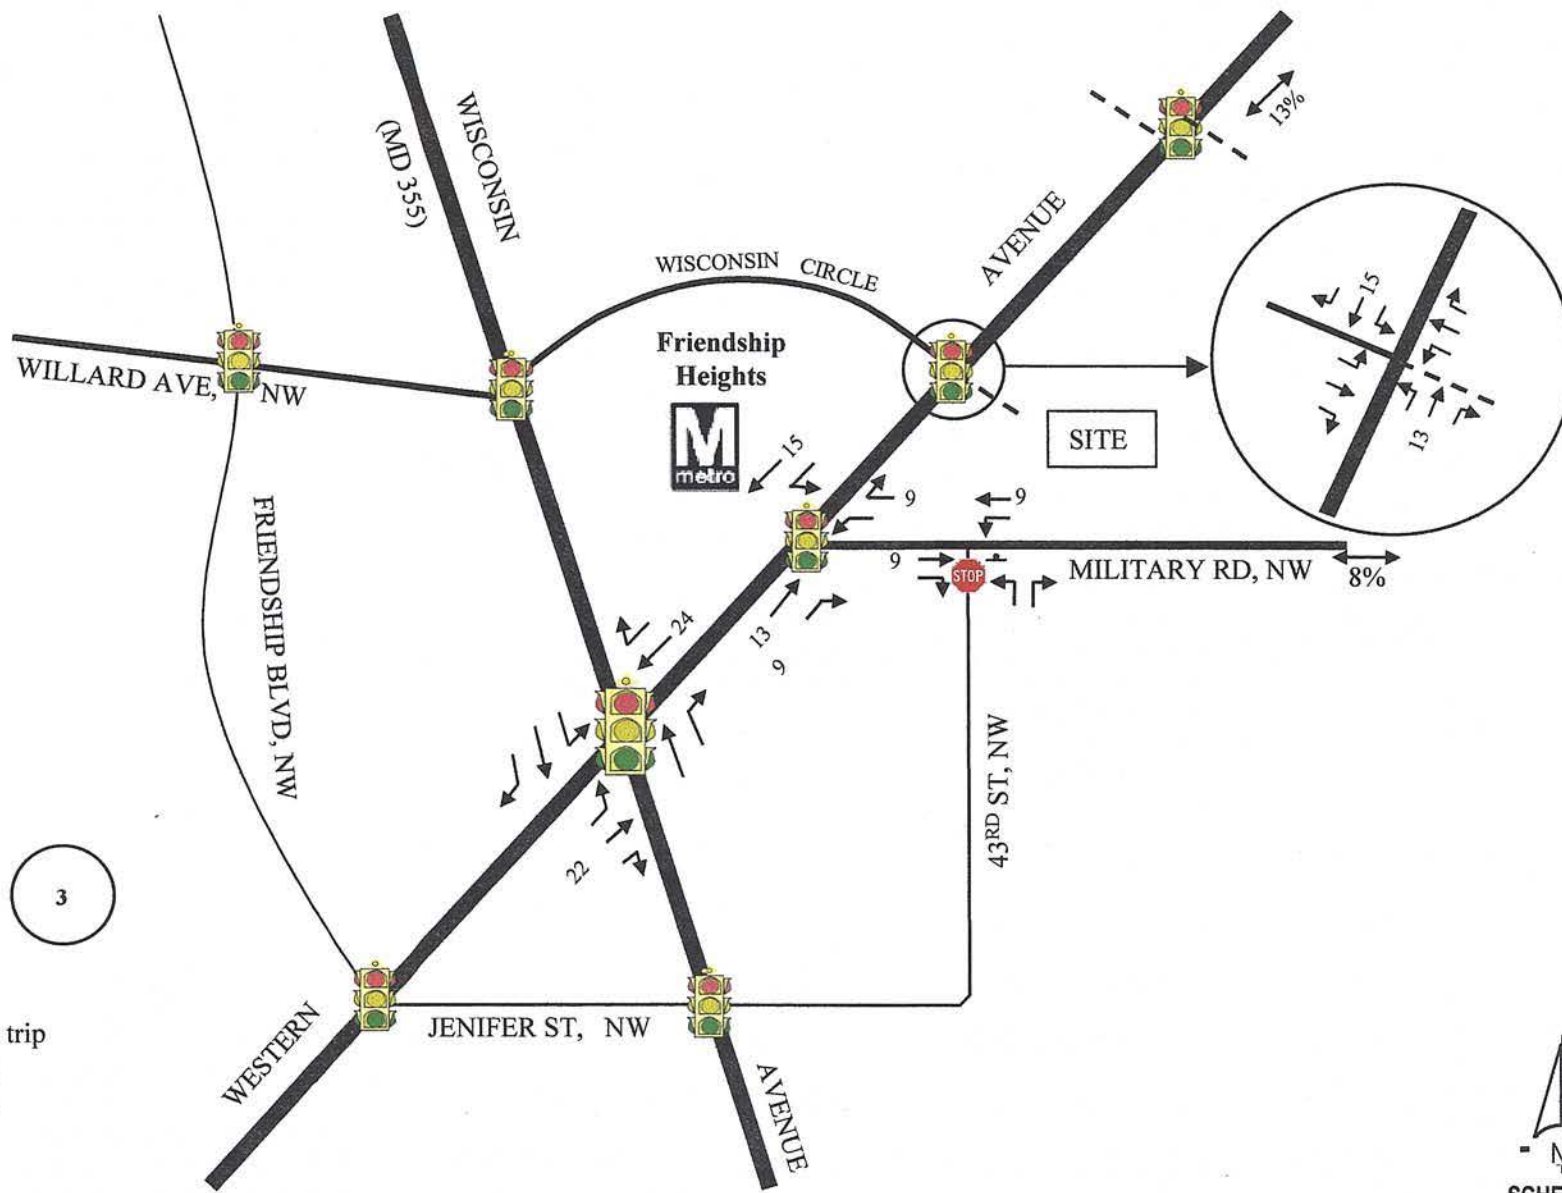 WISCONSIN
(MD 355)
13%
AVENUE
WISCONSIN CIRCLE
15
Friendship
Heights
M
metro
WILLARD AVE, NW
SITE
13
15
9
9
9
STOP
MILITARY RD, NW
8%
FRIENDSHIP BLVD, NW
24
13
9
43RD ST, NW
22
3
trip
JENIFER ST, NW
WESTERN
AVENUE